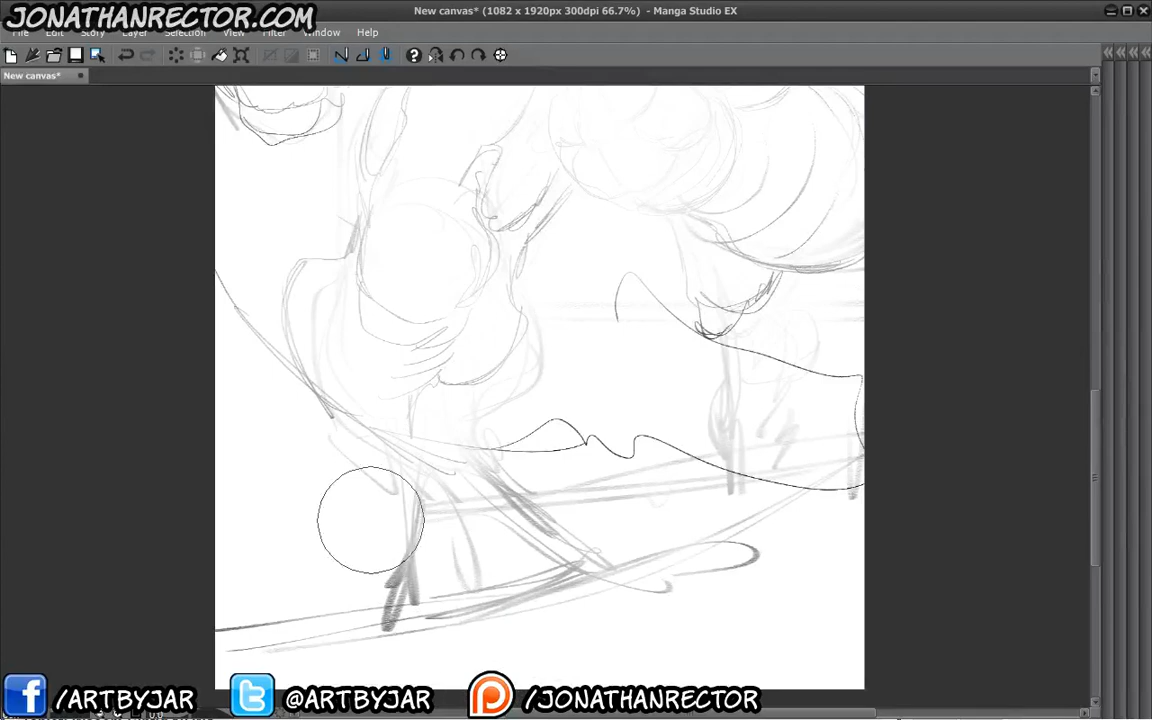 JONATHANRECTOR.COM
New canvas* (1082 x 1920px 300dpi 66.7%) - Manga Studio EX
File Edit Story Layer Selection View Filter Window Help
New canvas*
/ARTBYJAR @ARTBYJAR /JONATHANRECTOR